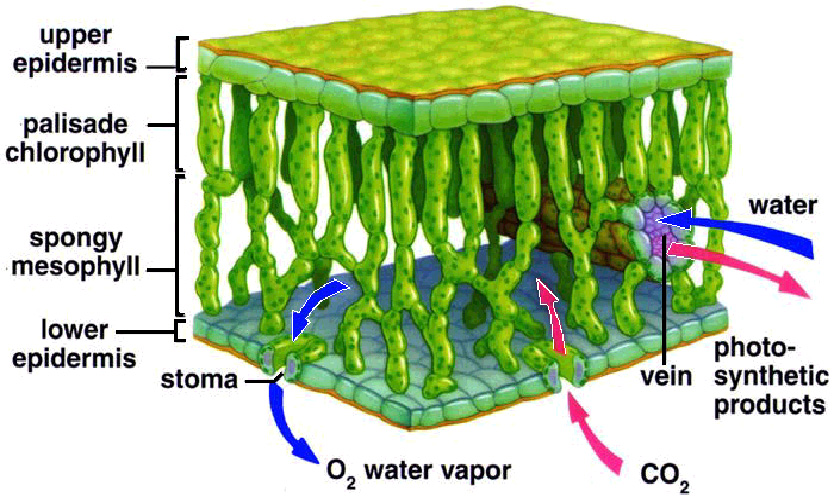 upper
epidermis
palisade
chlorophyll
spongy
mesophyll
lower
epidermis
stoma
O₂ water vapor
CO₂
vein
water
photo-
synthetic
products